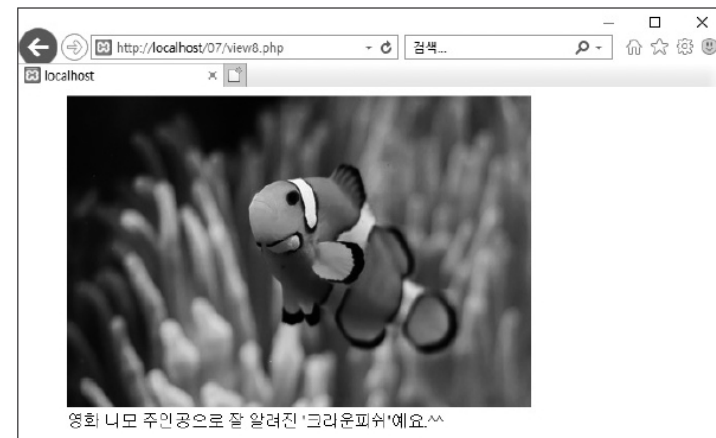 http://localhost/07/view8.php
검색...
localhost
영화 니모 주인공으로 잘 알려진 '크라운피쉬'예요.^^